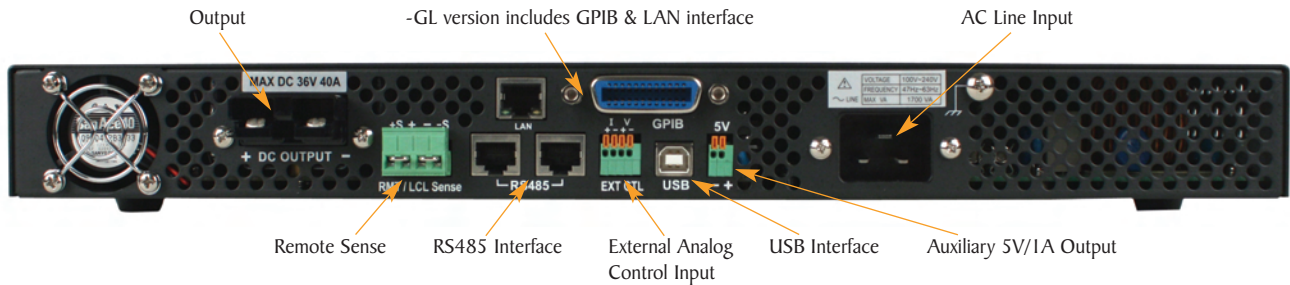 Output
-GL version includes GPIB & LAN interface
AC Line Input
MAX DC 36V 40A
VOLTAGE 100V~240V
FREQUENCY 47Hz~63Hz
~ LINE MAX VA 1700 VA
LAN
GPIB
+S + − −S
I V
+ − + −
5V
+ DC OUTPUT −
RMT / LCL Sense
RS485
EXT CTL
USB
− +
Remote Sense
RS485 Interface
External Analog
Control Input
USB Interface
Auxiliary 5V/1A Output